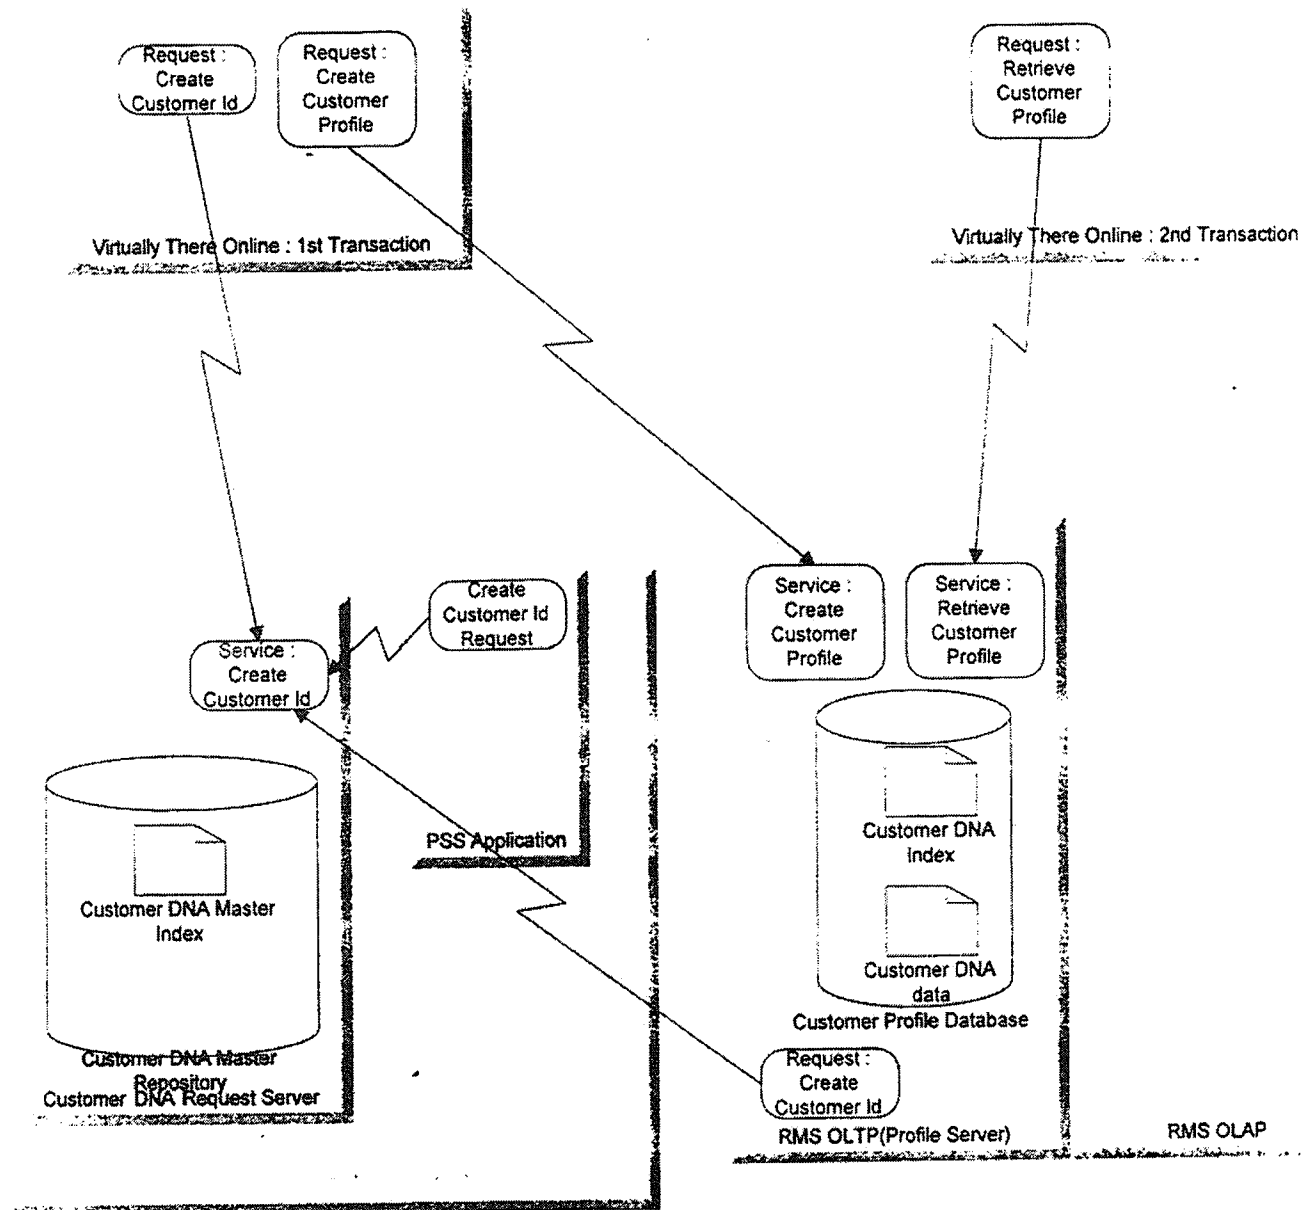 Request :
Create
Customer Id
Request :
Create
Customer
Profile
Request :
Retrieve
Customer
Profile
Virtually There Online : 1st Transaction
Virtually There Online : 2nd Transaction
Create
Customer Id
Request
Service :
Create
Customer
Profile
Service :
Retrieve
Customer
Profile
Service :
Create
Customer Id
PSS Application
Customer DNA
Index
Customer DNA Master
Index
Customer DNA
data
Customer Profile Database
Customer DNA Master
Repository
Customer DNA Request Server
Request :
Create
Customer Id
RMS OLTP(Profile Server)
RMS OLAP